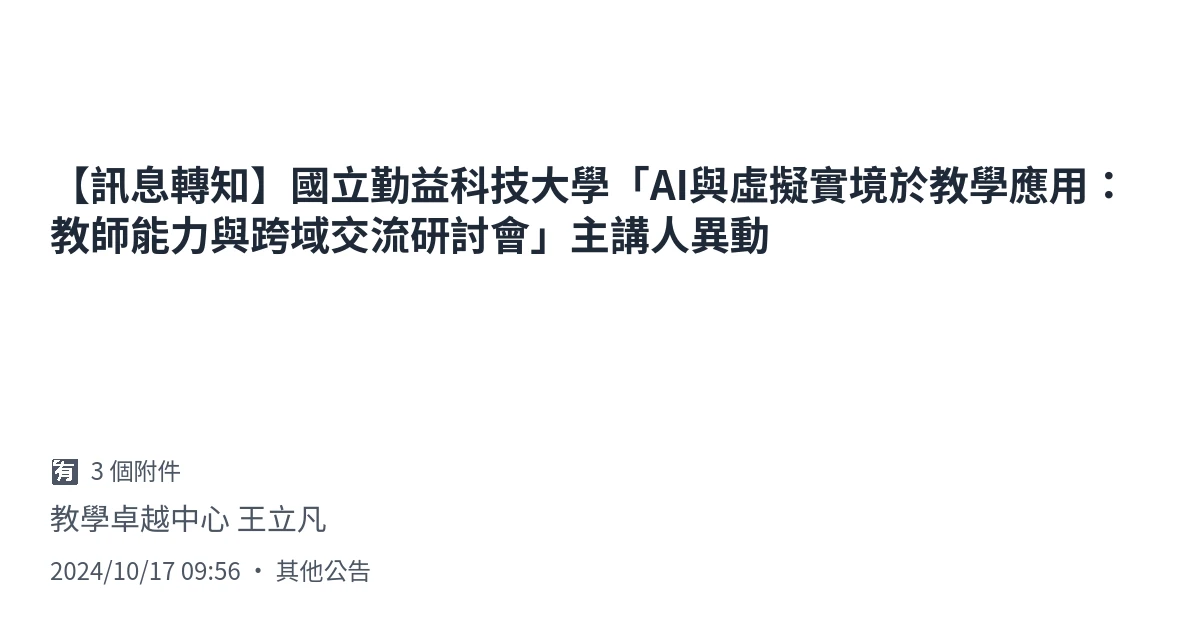 【訊息轉知】國立勤益科技大學「AI與虛擬實境於教學應用：
教師能力與跨域交流研討會」主講人異動
有 3 個附件
教學卓越中心 王立凡
2024/10/17 09:56 • 其他公告